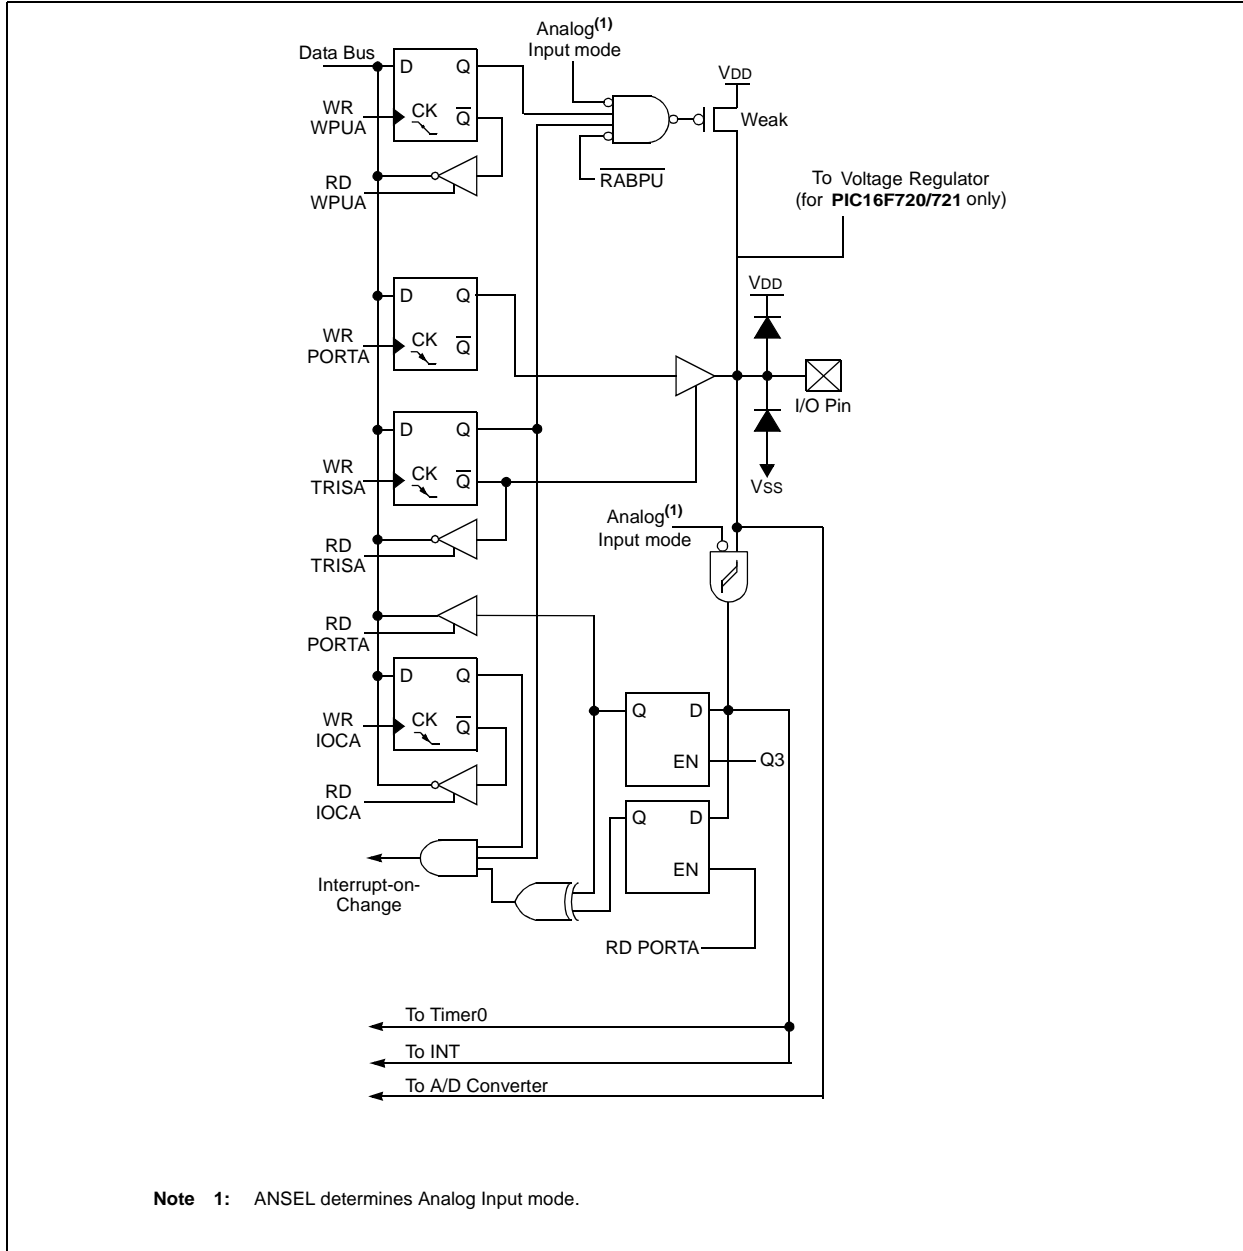 Analog(1)
Input mode
Data Bus
D Q
VDD
WR
WPUA
CK Q
Weak
RABPU
RD
WPUA
To Voltage Regulator
(for PIC16F720/721 only)
VDD
D Q
WR
PORTA
CK Q
I/O Pin
D Q
WR
TRISA
CK Q
VSS
Analog(1)
Input mode
RD
TRISA
RD
PORTA
D Q
WR
IOCA
CK Q
Q D
EN
Q3
RD
IOCA
Q D
EN
Interrupt-on-
Change
RD PORTA
To Timer0
To INT
To A/D Converter
Note 1: ANSEL determines Analog Input mode.